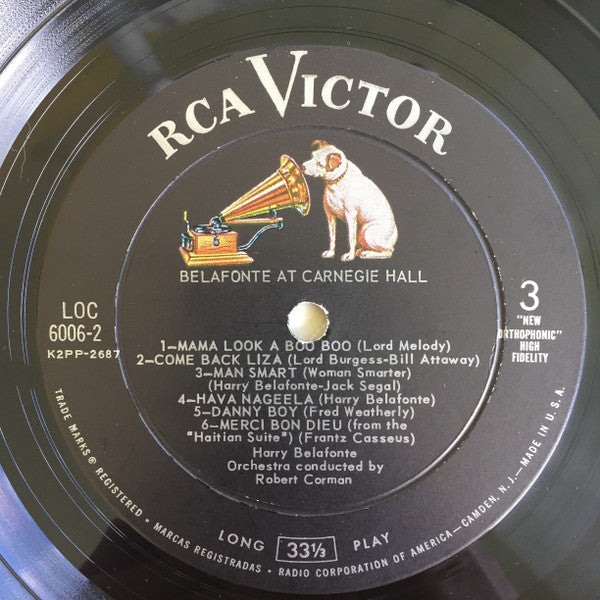 RCA VICTOR
BELAFONTE AT CARNEGIE HALL
LOC
6006-2
K2PP-2687
3
"NEW
ORTHOPHONIC"
HIGH
FIDELITY
1—MAMA LOOK A BOO BOO (Lord Melody)
2—COME BACK LIZA (Lord Burgess-Bill Attaway)
3—MAN SMART (Woman Smarter)
(Harry Belafonte-Jack Segal)
4—HAVA NAGEELA (Harry Belafonte)
5—DANNY BOY (Fred Weatherly)
6—MERCI BON DIEU (from the
"Haitian Suite") (Frantz Casseus)
Harry Belafonte
Orchestra conducted by
Robert Corman
LONG 33⅓ PLAY
TRADE MARKS ® REGISTERED • MARCAS REGISTRADAS • RADIO CORPORATION OF AMERICA—CAMDEN, N. J.—MADE IN U.S.A.